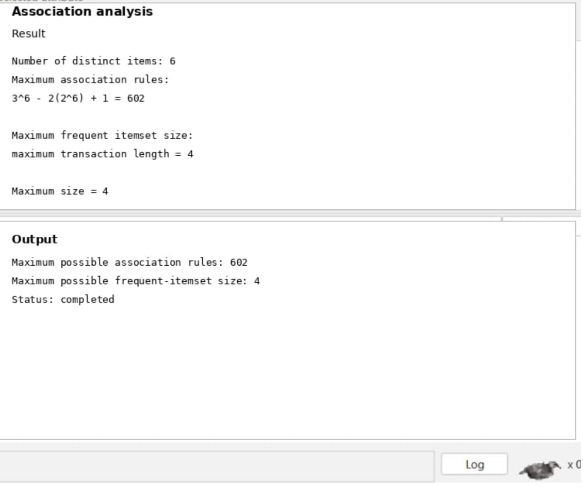 Association analysis
Result
Number of distinct items: 6
Maximum association rules:
3^6 - 2(2^6) + 1 = 602
Maximum frequent itemset size:
maximum transaction length = 4
Maximum size = 4
Output
Maximum possible association rules: 602
Maximum possible frequent-itemset size: 4
Status: completed
Log
x 0